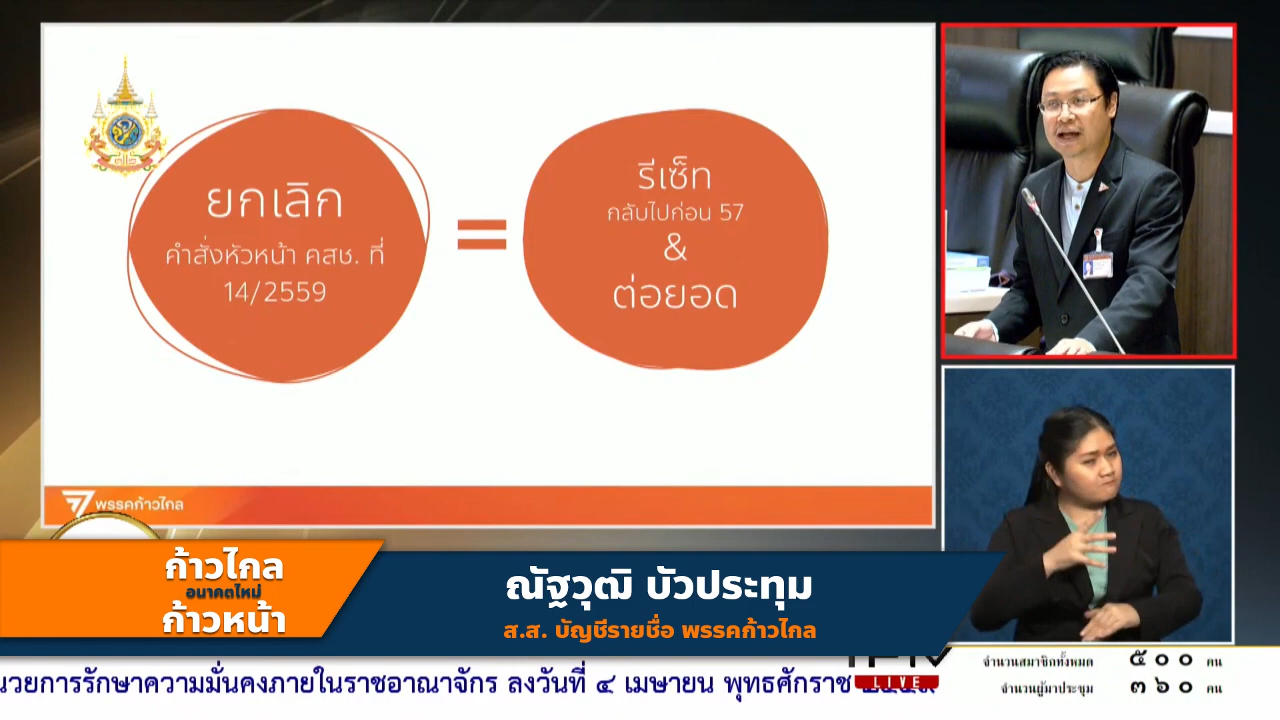 ยกเลิก
คำสั่งหัวหน้า คสช. ที่
14/2559
=
รีเซ็ท
กลับไปก่อน 57
&
ต่อยอด
พรรคก้าวไกล
ก้าวไกล
อนาคตใหม่
ก้าวหน้า
ณัฐวุฒิ บัวประทุม
ส.ส. บัญชีรายชื่อ พรรคก้าวไกล
LIVE
นวยการรักษาความมั่นคงภายในราชอาณาจักร ลงวันที่ ๔ เมษายน พุทธศักราช
จำนวนสมาชิกทั้งหมด ๕๐๐ คน
จำนวนผู้มาประชุม ๓๖๐ คน